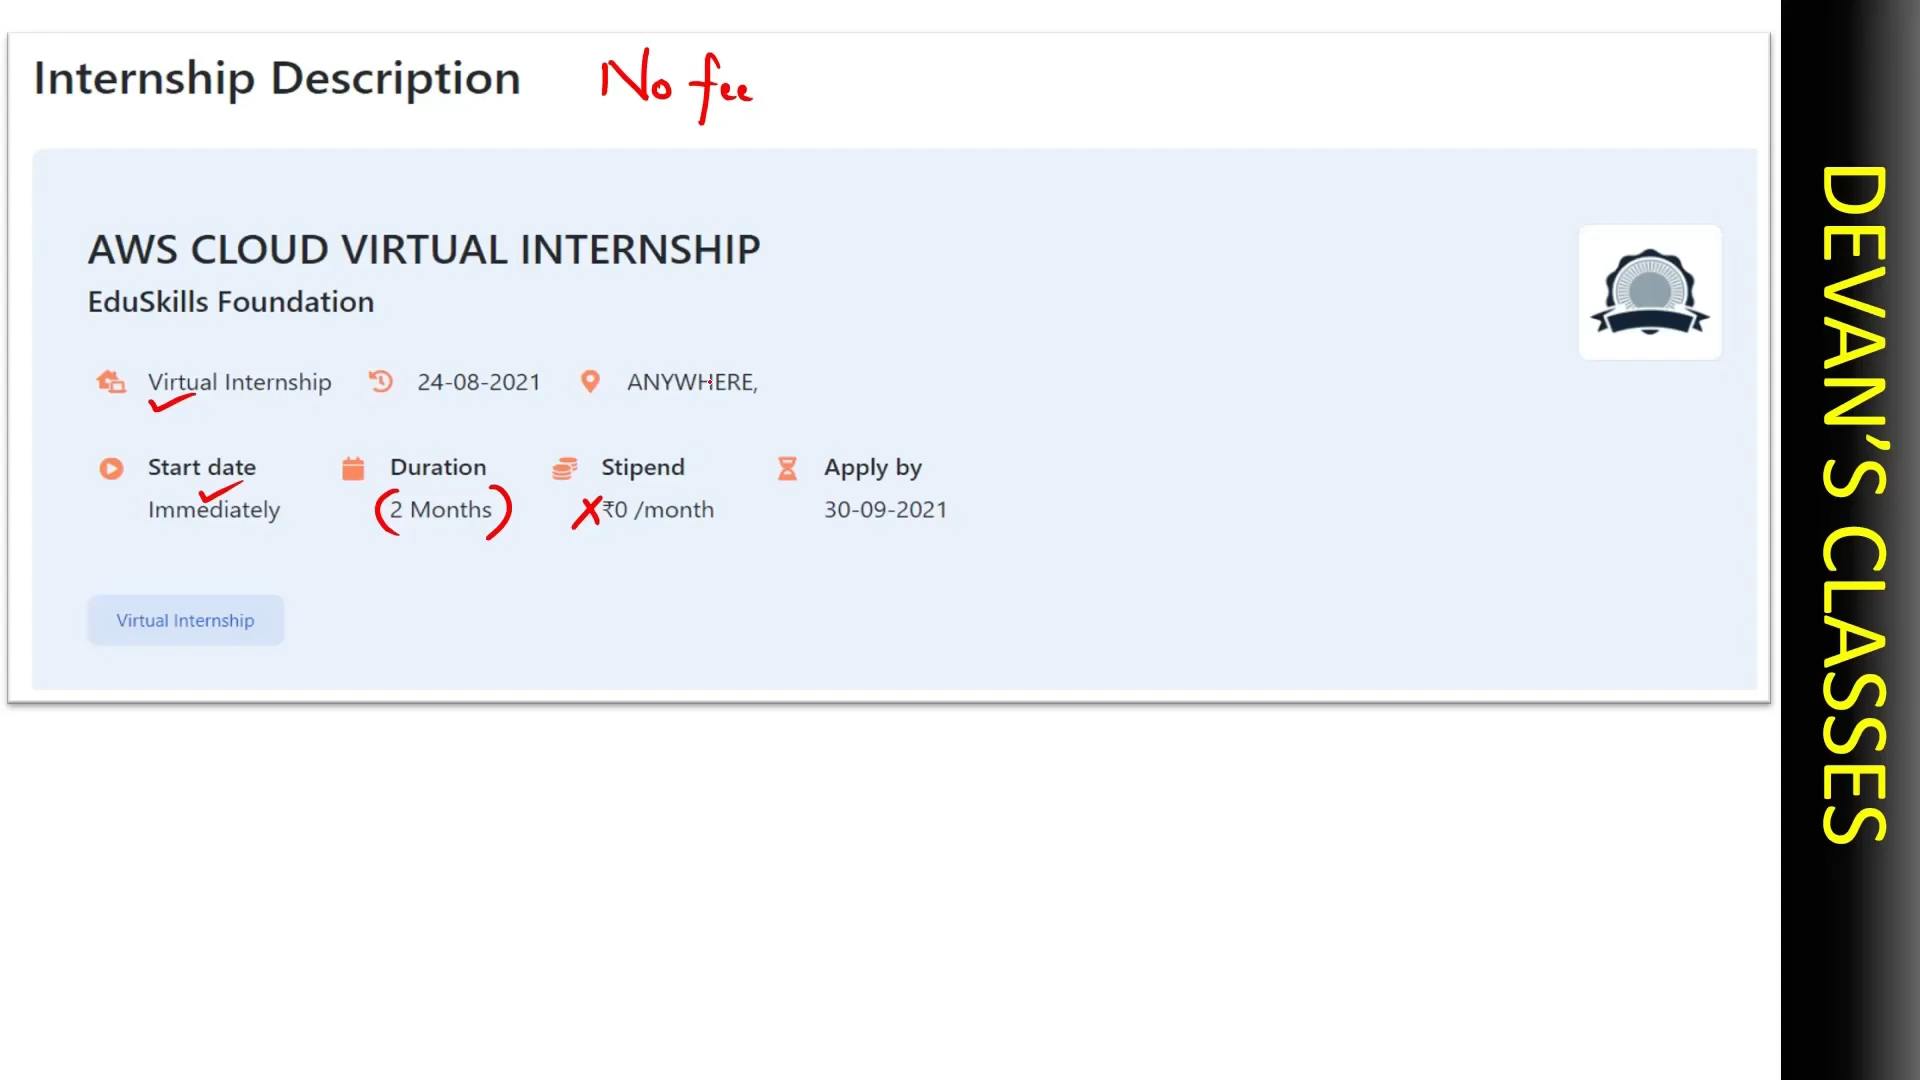 Internship Description No fee
AWS CLOUD VIRTUAL INTERNSHIP
EduSkills Foundation
Virtual Internship 24-08-2021 ANYWHERE,
Start date Duration Stipend Apply by
Immediately 2 Months ₹0 /month 30-09-2021
Virtual Internship
DEVAN'S CLASSES